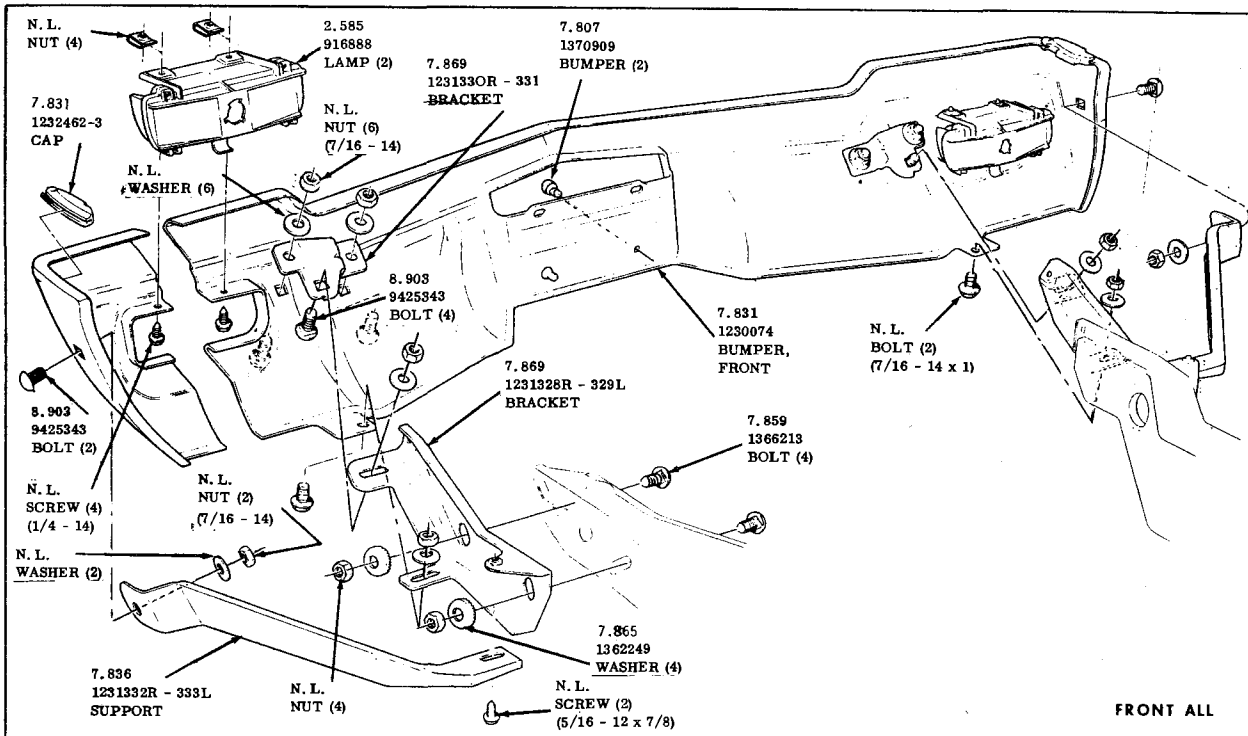 N. L.
NUT (4)
2.585
916888
LAMP (2)
7.807
1370909
BUMPER (2)
7.869
1231330R - 331
BRACKET
7.831
1232462-3
CAP
N. L.
NUT (6)
(7/16 - 14)
N. L.
WASHER (6)
8.903
9425343
BOLT (4)
7.831
1230074
BUMPER,
FRONT
N. L.
BOLT (2)
(7/16 - 14 x 1)
7.869
1231328R - 329L
BRACKET
8.903
9425343
BOLT (2)
7.859
1366213
BOLT (4)
N. L.
SCREW (4)
(1/4 - 14)
N. L.
NUT (2)
(7/16 - 14)
N. L.
WASHER (2)
7.865
1362249
WASHER (4)
7.836
1231332R - 333L
SUPPORT
N. L.
NUT (4)
N. L.
SCREW (2)
(5/16 - 12 x 7/8)
FRONT ALL